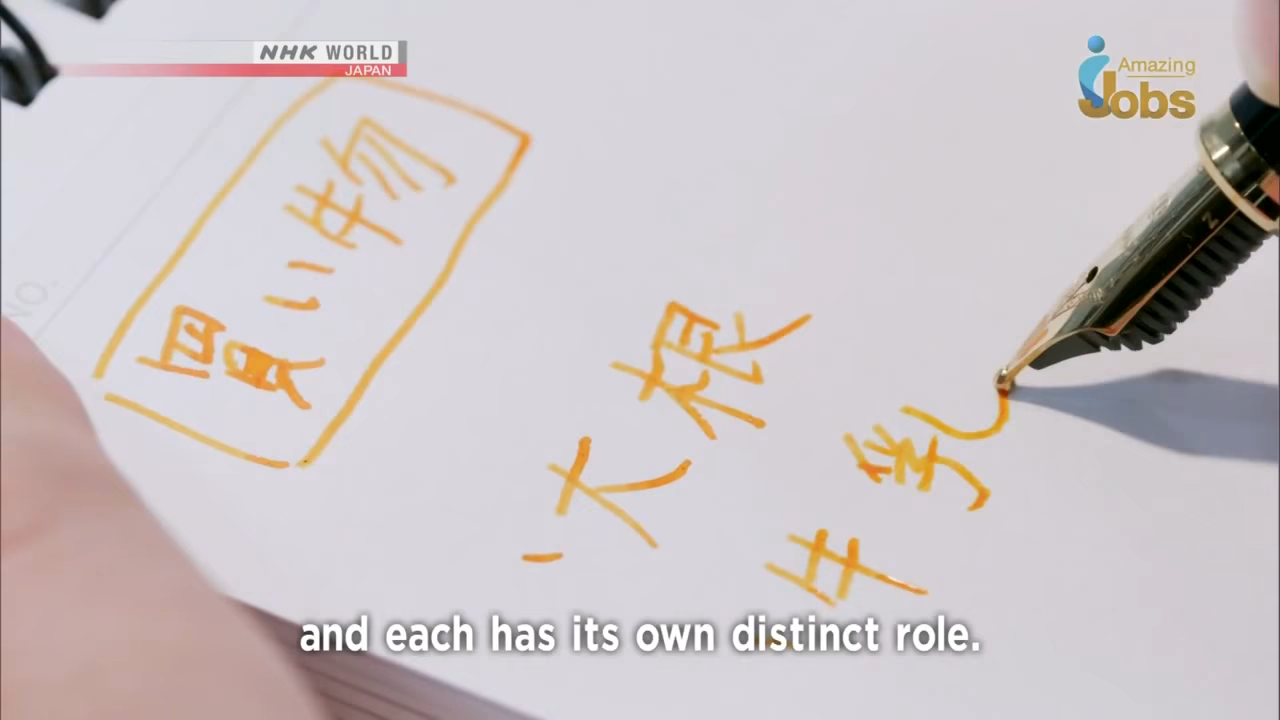 NHK WORLD
JAPAN
Amazing
Jobs
No.
買い物
・大根
・牛乳
and each has its own distinct role.